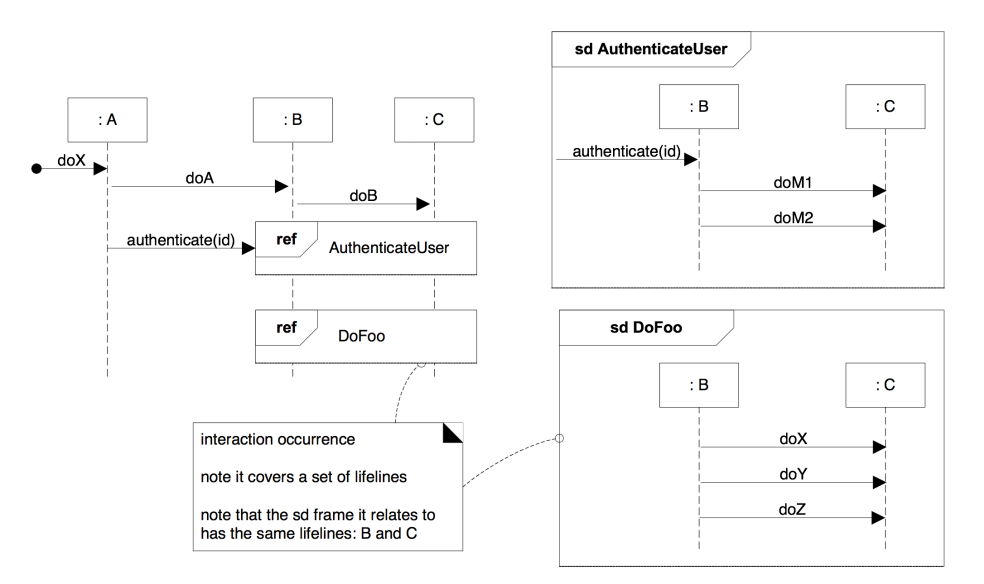 : A
: B
: C
doX
doA
doB
authenticate(id)
ref
AuthenticateUser
ref
DoFoo
interaction occurrence
note it covers a set of lifelines
note that the sd frame it relates to
has the same lifelines: B and C
sd AuthenticateUser
: B
: C
authenticate(id)
doM1
doM2
sd DoFoo
: B
: C
doX
doY
doZ